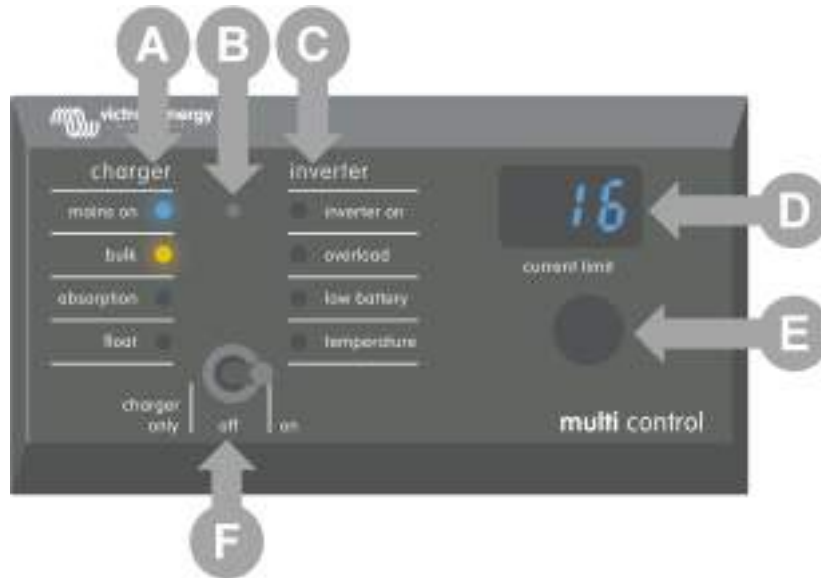 A B C
victron energy
charger
inverter
mains on
inverter on
16
D
bulk
overload
current limit
absorption
low battery
float
temperature
E
charger
only
off
on
multi control
F